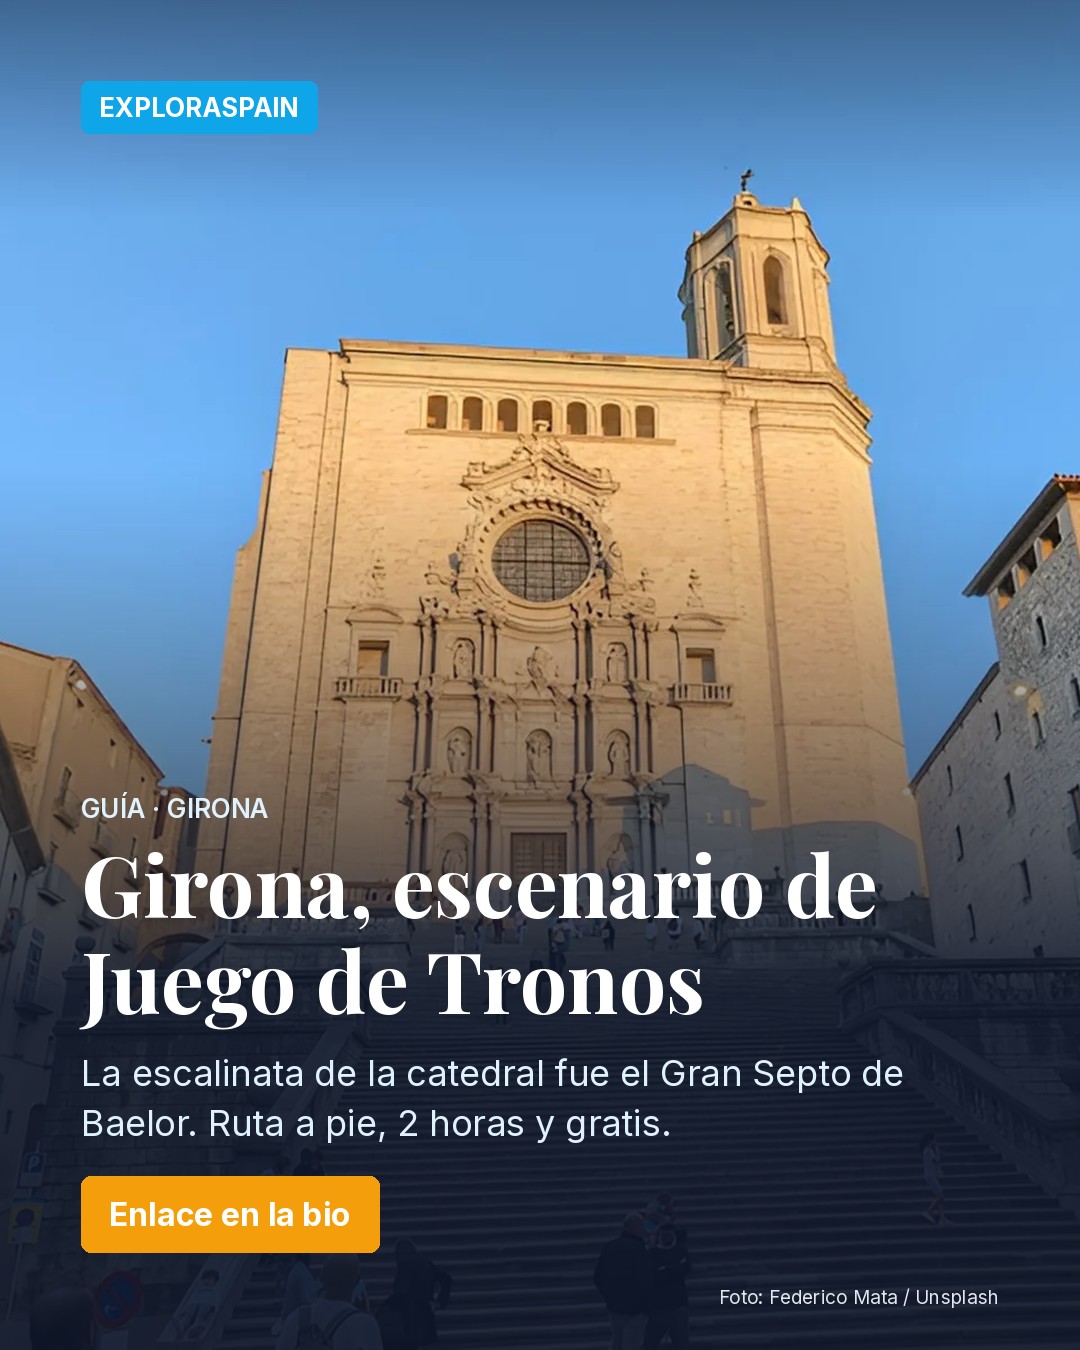 EXPLORASPAIN
GUÍA · GIRONA
Girona, escenario de
Juego de Tronos
La escalinata de la catedral fue el Gran Septo de
Baelor. Ruta a pie, 2 horas y gratis.
Enlace en la bio
Foto: Federico Mata / Unsplash
P